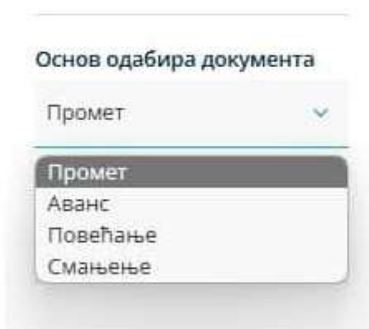 Основ одабира документа
Промет
Промет
Аванс
Повећање
Смањење